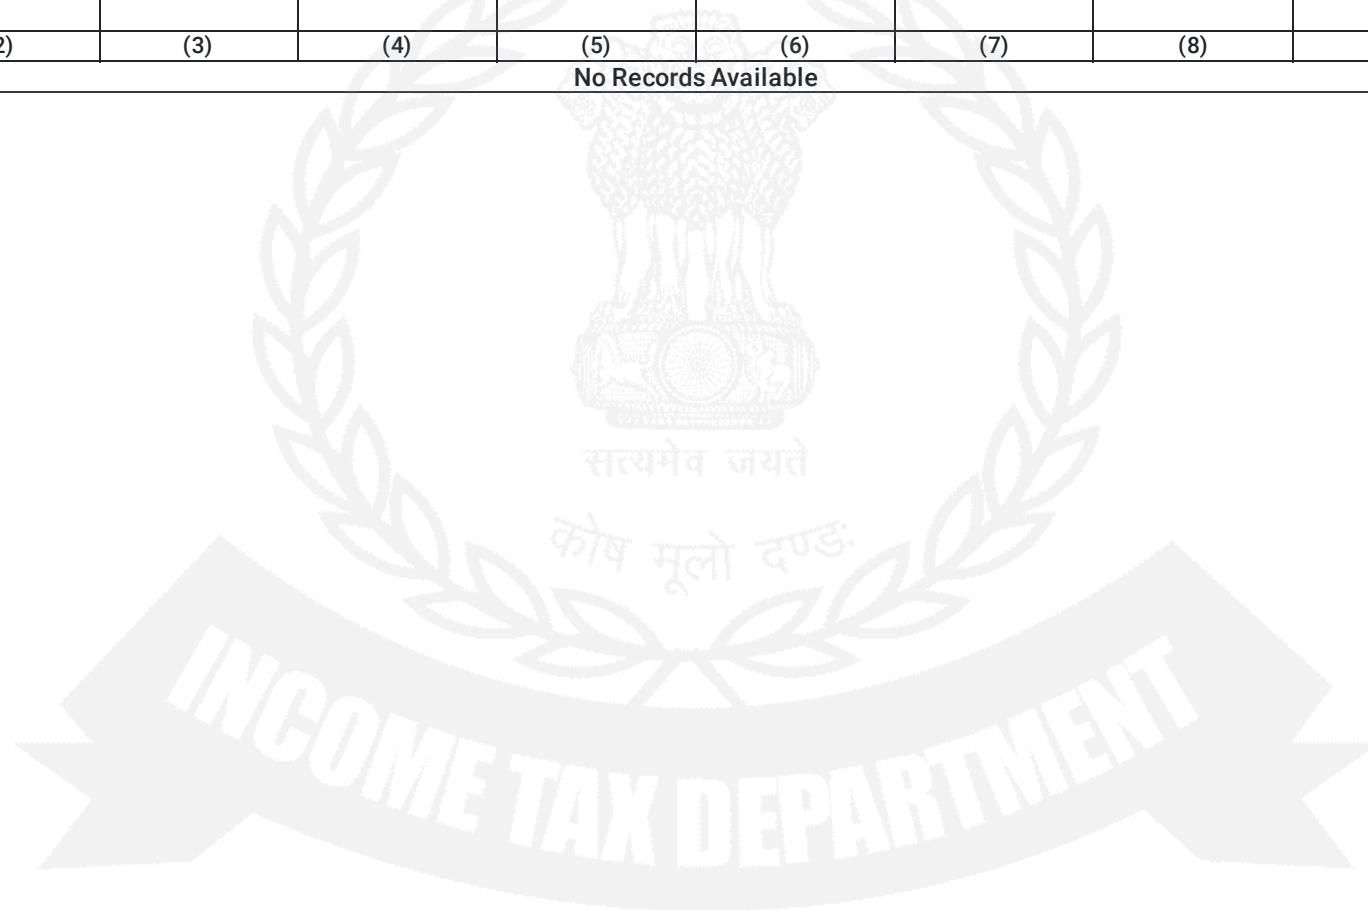 2) (3) (4) (5) (6) (7) (8)
No Records Available
सत्यमेव जयते
कोष मूलो दण्डः
INCOME TAX DEPARTMENT